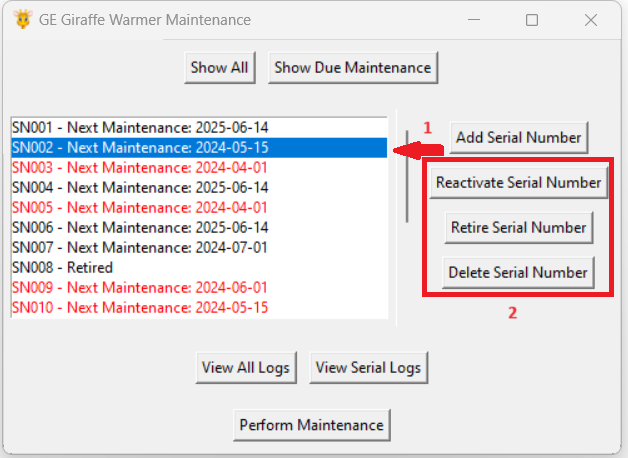 GE Giraffe Warmer Maintenance
Show All
Show Due Maintenance
SN001 - Next Maintenance: 2025-06-14
SN002 - Next Maintenance: 2024-05-15
SN003 - Next Maintenance: 2024-04-01
SN004 - Next Maintenance: 2025-06-14
SN005 - Next Maintenance: 2024-04-01
SN006 - Next Maintenance: 2025-06-14
SN007 - Next Maintenance: 2024-07-01
SN008 - Retired
SN009 - Next Maintenance: 2024-06-01
SN010 - Next Maintenance: 2024-05-15
1
Add Serial Number
Reactivate Serial Number
Retire Serial Number
Delete Serial Number
2
View All Logs
View Serial Logs
Perform Maintenance